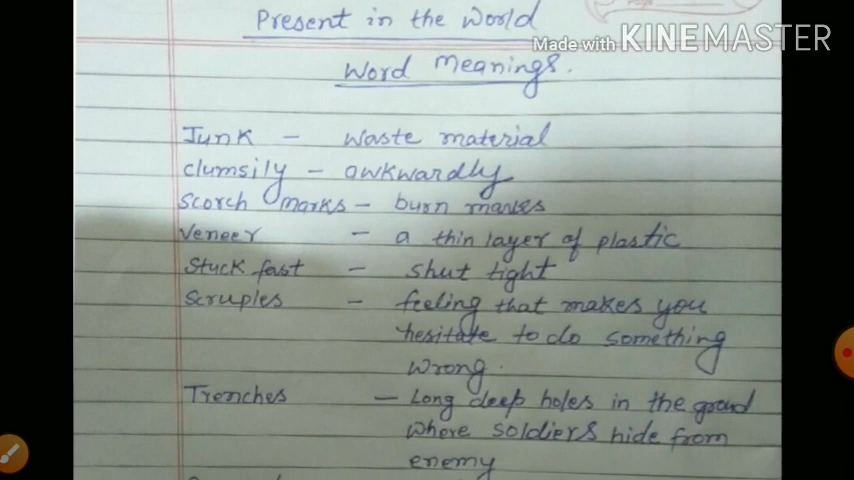 Present in the World
Made with KINEMASTER
Word Meanings.
Junk - waste material
clumsily - awkwardly
Scorch marks - burn marks
Veneer - a thin layer of plastic
Stuck fast - shut tight
Scruples - feeling that makes you
hesitate to do something
wrong.
Trenches - Long deep holes in the ground
where soldiers hide from
enemy